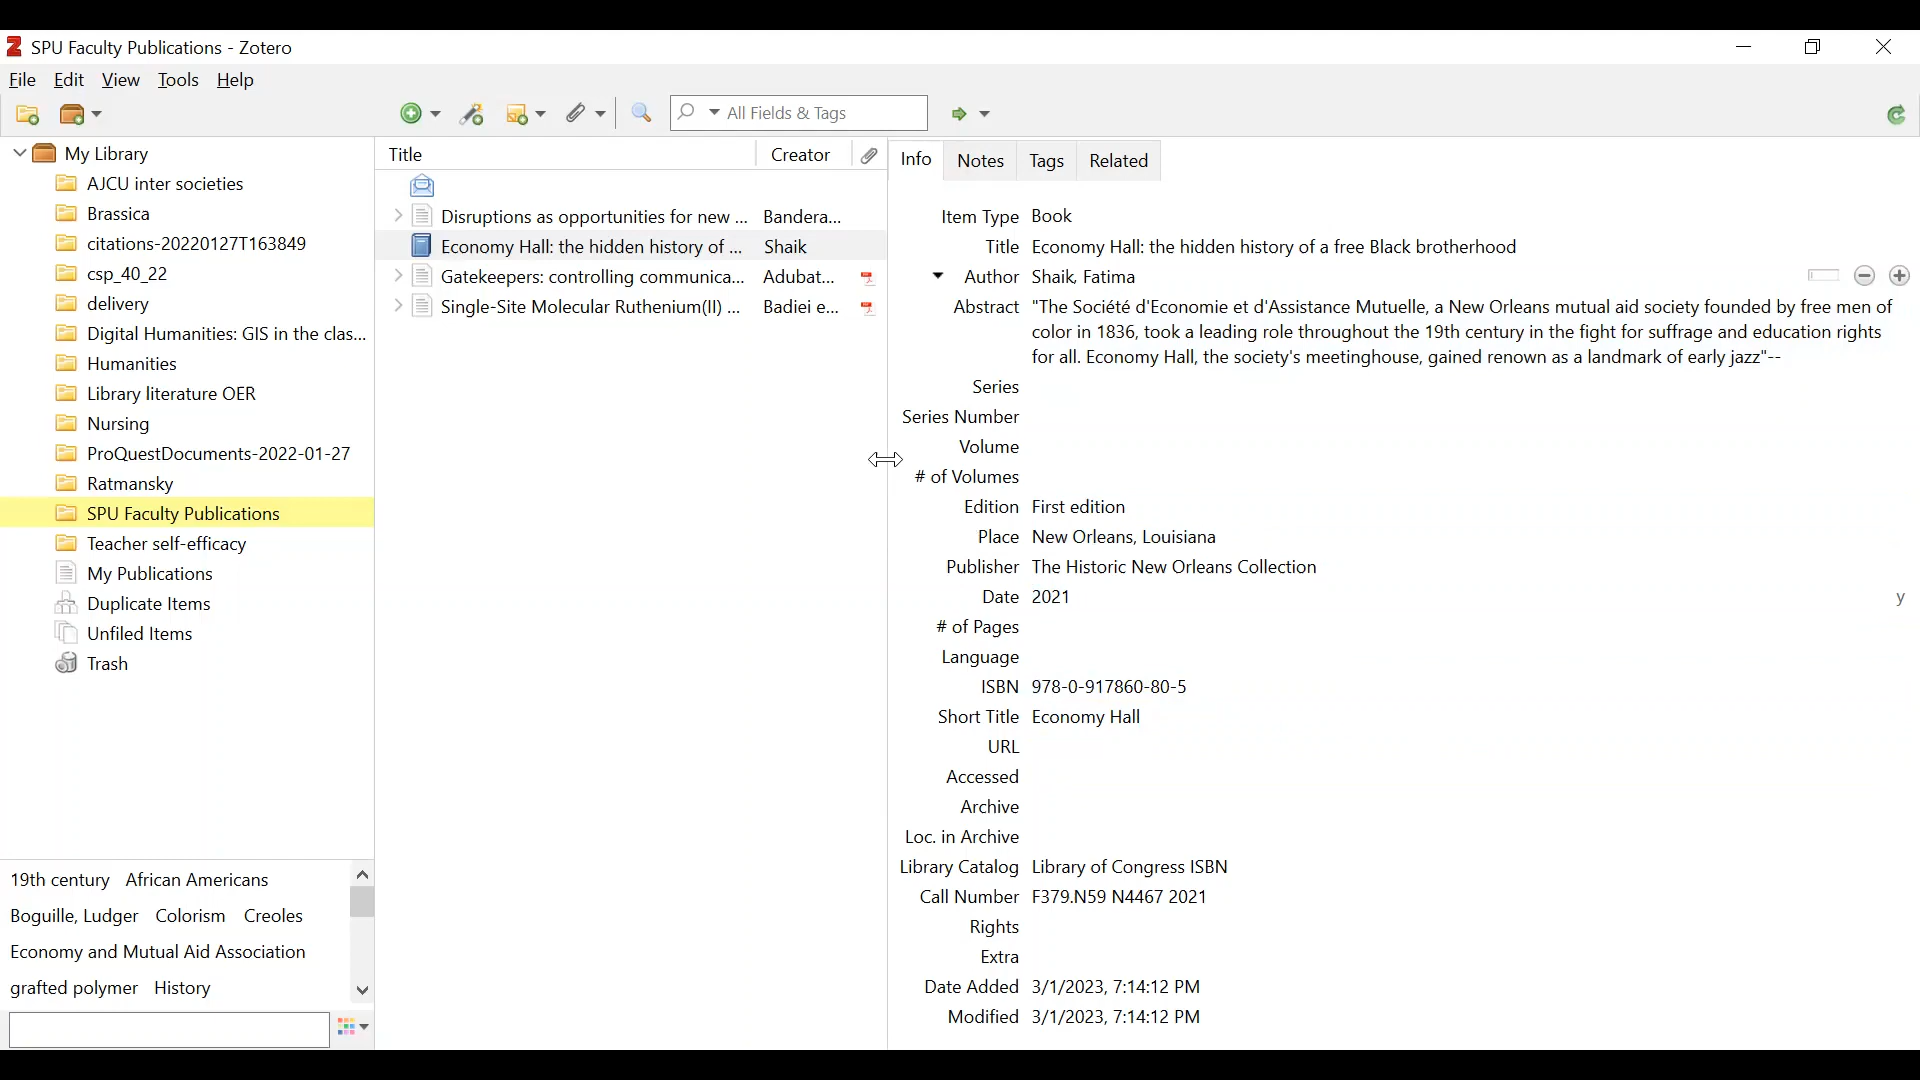 SPU Faculty Publications - Zotero
File Edit View Tools Help
All Fields & Tags
My Library
AJCU inter societies
Brassica
citations-20220127T163849
csp_40_22
delivery
Digital Humanities: GIS in the clas...
Humanities
Library literature OER
Nursing
ProQuestDocuments-2022-01-27
Ratmansky
SPU Faculty Publications
Teacher self-efficacy
My Publications
Duplicate Items
Unfiled Items
Trash
19th century African Americans
Boguille, Ludger Colorism Creoles
Economy and Mutual Aid Association
grafted polymer History
Title Creator
Disruptions as opportunities for new ... Bandera...
Economy Hall: the hidden history of ... Shaik
Gatekeepers: controlling communica... Adubat...
Single-Site Molecular Ruthenium(II) ... Badiei e...
Info Notes Tags Related
Item Type Book
Title Economy Hall: the hidden history of a free Black brotherhood
Author Shaik, Fatima
Abstract "The Société d'Economie et d'Assistance Mutuelle, a New Orleans mutual aid society founded by free men of
color in 1836, took a leading role throughout the 19th century in the fight for suffrage and education rights
for all. Economy Hall, the society's meetinghouse, gained renown as a landmark of early jazz"--
Series
Series Number
Volume
# of Volumes
Edition First edition
Place New Orleans, Louisiana
Publisher The Historic New Orleans Collection
Date 2021 y
# of Pages
Language
ISBN 978-0-917860-80-5
Short Title Economy Hall
URL
Accessed
Archive
Loc. in Archive
Library Catalog Library of Congress ISBN
Call Number F379.N59 N4467 2021
Rights
Extra
Date Added 3/1/2023, 7:14:12 PM
Modified 3/1/2023, 7:14:12 PM